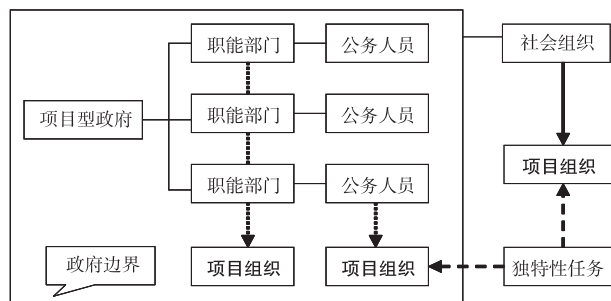 职能部门 公务人员 社会组织
项目型政府 职能部门 公务人员
项目组织
职能部门 公务人员
政府边界 项目组织 项目组织 独特性任务